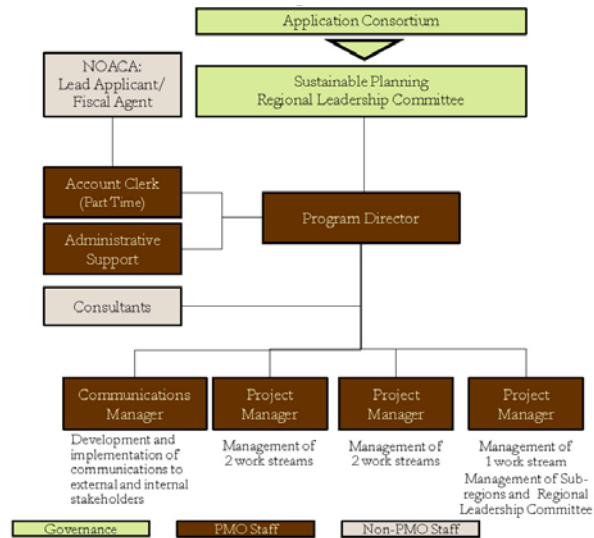 Application Consortium
NOACA:
Lead Applicant/
Fiscal Agent
Sustainable Planning
Regional Leadership Committee
Account Clerk
(Part Time)
Program Director
Administrative
Support
Consultants
Communications
Manager
Development and
implementation of
communications to
external and internal
stakeholders
Project
Manager
Management of
2 work streams
Project
Manager
Management of
2 work streams
Project
Manager
Management of
1 work stream
Management of Sub-
regions and Regional
Leadership Committee
Governance
PMO Staff
Non-PMO Staff